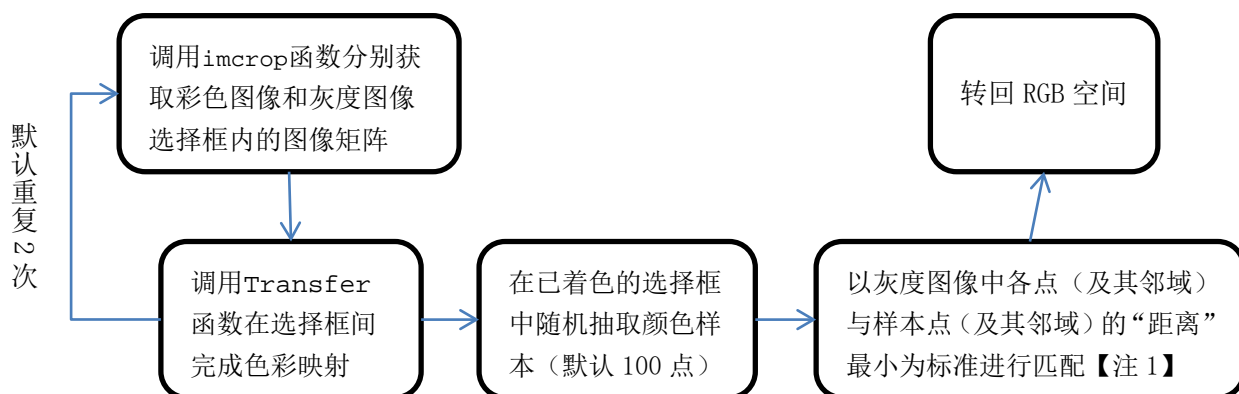 调用imcrop函数分别获
取彩色图像和灰度图像
选择框内的图像矩阵
转回 RGB 空间
默认重复2次
调用Transfer
函数在选择框间
完成色彩映射
在已着色的选择框
中随机抽取颜色样
本（默认 100 点）
以灰度图像中各点（及其邻域）
与样本点（及其邻域）的“距离”
最小为标准进行匹配【注 1】